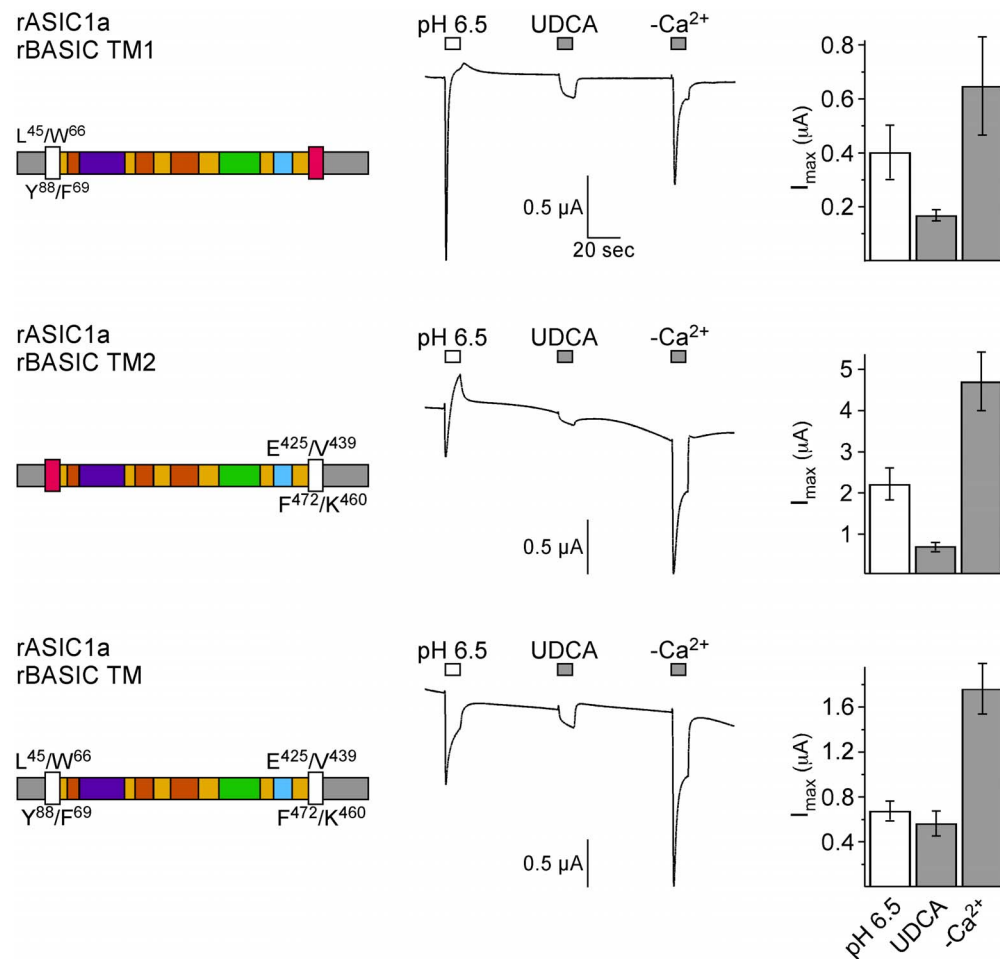 rASIC1a
rBASIC TM1
L⁴⁵/W⁶⁶
Y⁸⁸/F⁶⁹
pH 6.5 UDCA -Ca²⁺
0.5 µA
20 sec
I_max (µA)
0.8
0.6
0.4
0.2
rASIC1a
rBASIC TM2
E⁴²⁵/V⁴³⁹
F⁴⁷²/K⁴⁶⁰
pH 6.5 UDCA -Ca²⁺
0.5 µA
I_max (µA)
5
4
3
2
1
rASIC1a
rBASIC TM
L⁴⁵/W⁶⁶ E⁴²⁵/V⁴³⁹
Y⁸⁸/F⁶⁹ F⁴⁷²/K⁴⁶⁰
pH 6.5 UDCA -Ca²⁺
0.5 µA
I_max (µA)
1.6
1.2
0.8
0.4
pH 6.5 UDCA -Ca²⁺